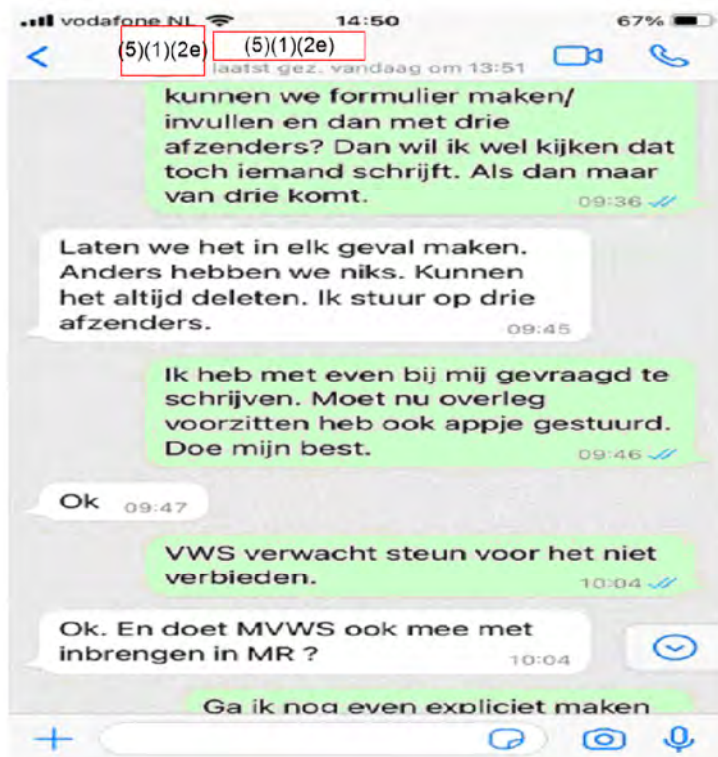 vodafone NL 14:50 67%
(5)(1)(2e) (5)(1)(2e)
laatst gez. vandaag om 13:51
kunnen we formulier maken/
invullen en dan met drie
afzenders? Dan wil ik wel kijken dat
toch iemand schrijft. Als dan maar
van drie komt. 09:36
Laten we het in elk geval maken.
Anders hebben we niks. Kunnen
het altijd deleten. Ik stuur op drie
afzenders. 09:45
Ik heb met even bij mij gevraagd te
schrijven. Moet nu overleg
voorzitten heb ook appje gestuurd.
Doe mijn best. 09:46
Ok 09:47
VWS verwacht steun voor het niet
verbieden. 10:04
Ok. En doet MVWS ook mee met
inbrengen in MR ? 10:04
Ga ik nog even expliciet maken